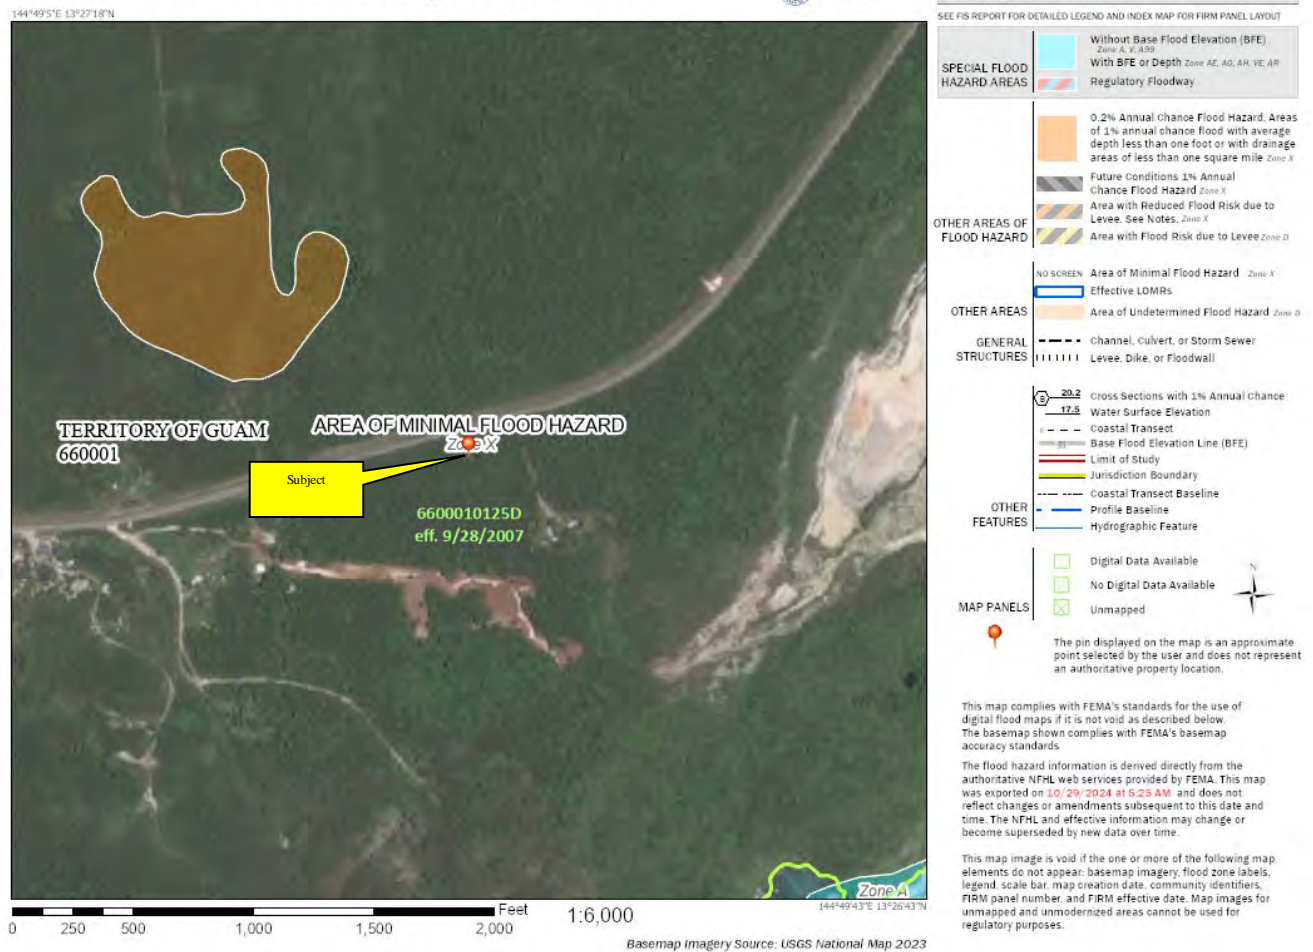 144°49'5"E 13°27'18"N
TERRITORY OF GUAM
660001
AREA OF MINIMAL FLOOD HAZARD
Zone X
Subject
6600010125D
eff. 9/28/2007
Zone A
144°49'43"E 13°26'43"N
0 250 500 1,000 1,500 2,000
Feet
1:6,000
Basemap Imagery Source: USGS National Map 2023
SEE FIS REPORT FOR DETAILED LEGEND AND INDEX MAP FOR FIRM PANEL LAYOUT
SPECIAL FLOOD
HAZARD AREAS
Without Base Flood Elevation (BFE)
Zone A, V, A99
With BFE or Depth Zone AE, AO, AH, VE, AR
Regulatory Floodway
OTHER AREAS OF
FLOOD HAZARD
0.2% Annual Chance Flood Hazard, Areas
of 1% annual chance flood with average
depth less than one foot or with drainage
areas of less than one square mile Zone X
Future Conditions 1% Annual
Chance Flood Hazard Zone X
Area with Reduced Flood Risk due to
Levee. See Notes. Zone X
Area with Flood Risk due to Levee Zone D
OTHER AREAS
NO SCREEN Area of Minimal Flood Hazard Zone X
Effective LOMRs
Area of Undetermined Flood Hazard Zone D
GENERAL
STRUCTURES
Channel, Culvert, or Storm Sewer
Levee, Dike, or Floodwall
OTHER
FEATURES
B 20.2 Cross Sections with 1% Annual Chance
17.5 Water Surface Elevation
Coastal Transect
Base Flood Elevation Line (BFE)
Limit of Study
Jurisdiction Boundary
Coastal Transect Baseline
Profile Baseline
Hydrographic Feature
MAP PANELS
Digital Data Available
No Digital Data Available
Unmapped
N
The pin displayed on the map is an approximate
point selected by the user and does not represent
an authoritative property location.
This map complies with FEMA's standards for the use of
digital flood maps if it is not void as described below.
The basemap shown complies with FEMA's basemap
accuracy standards
The flood hazard information is derived directly from the
authoritative NFHL web services provided by FEMA. This map
was exported on 10/29/2024 at 5:25 AM and does not
reflect changes or amendments subsequent to this date and
time. The NFHL and effective information may change or
become superseded by new data over time.
This map image is void if the one or more of the following map
elements do not appear: basemap imagery, flood zone labels,
legend, scale bar, map creation date, community identifiers,
FIRM panel number, and FIRM effective date. Map images for
unmapped and unmodernized areas cannot be used for
regulatory purposes.